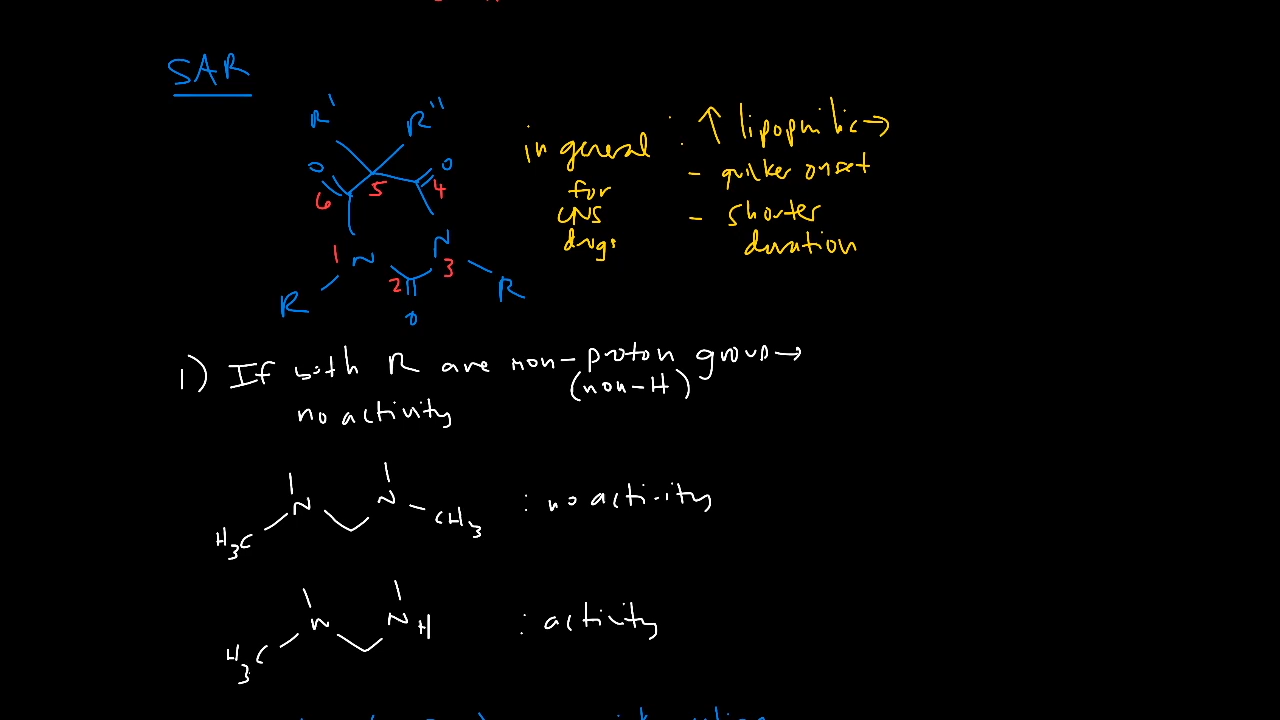 SAR
R' R"
O O
6 5 4
1 N N 3
R 2 R
O
in general : ↑ lipophilic →
for CNS drugs
- quicker onset
- shorter duration
1) If both R are non-proton group →
(non-H)
no activity
N N
H3C CH3 : no activity
N NH : activity
H3C